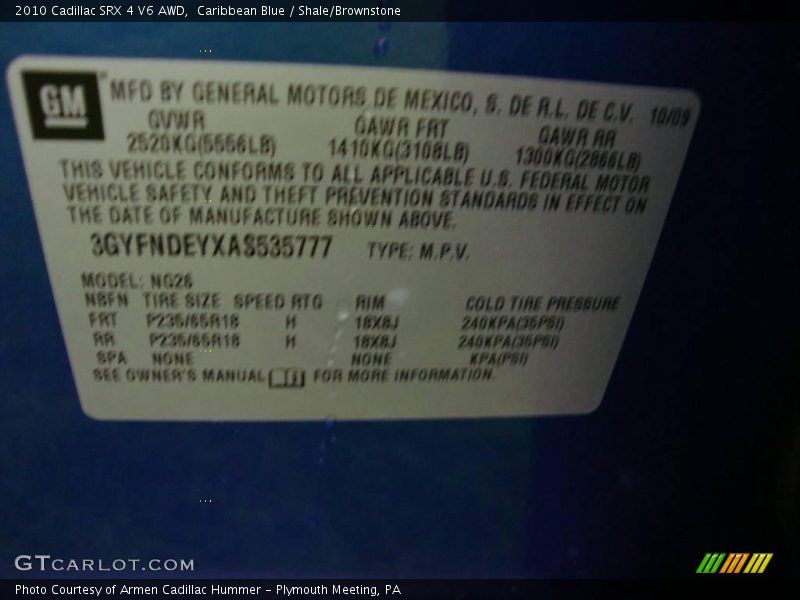 2010 Cadillac SRX 4 V6 AWD,  Caribbean Blue / Shale/Brownstone
GM
MFD BY GENERAL MOTORS DE MEXICO, S. DE R.L. DE C.V. 10/09
GVWR GAWR FRT GAWR RR
2520KG(5556LB) 1410KG(3108LB) 1300KG(2866LB)
THIS VEHICLE CONFORMS TO ALL APPLICABLE U.S. FEDERAL MOTOR
VEHICLE SAFETY AND THEFT PREVENTION STANDARDS IN EFFECT ON
THE DATE OF MANUFACTURE SHOWN ABOVE.
3GYFNDEYXAS535777 TYPE: M.P.V.
MODEL: NG26
NBFN TIRE SIZE SPEED RTG RIM COLD TIRE PRESSURE
FRT P235/65R18 H 18X8J 240KPA(35PSI)
RR P235/65R18 H 18X8J 240KPA(35PSI)
SPA NONE NONE KPA(PSI)
SEE OWNER'S MANUAL FOR MORE INFORMATION.
GTCARLOT.COM
Photo Courtesy of Armen Cadillac Hummer - Plymouth Meeting, PA